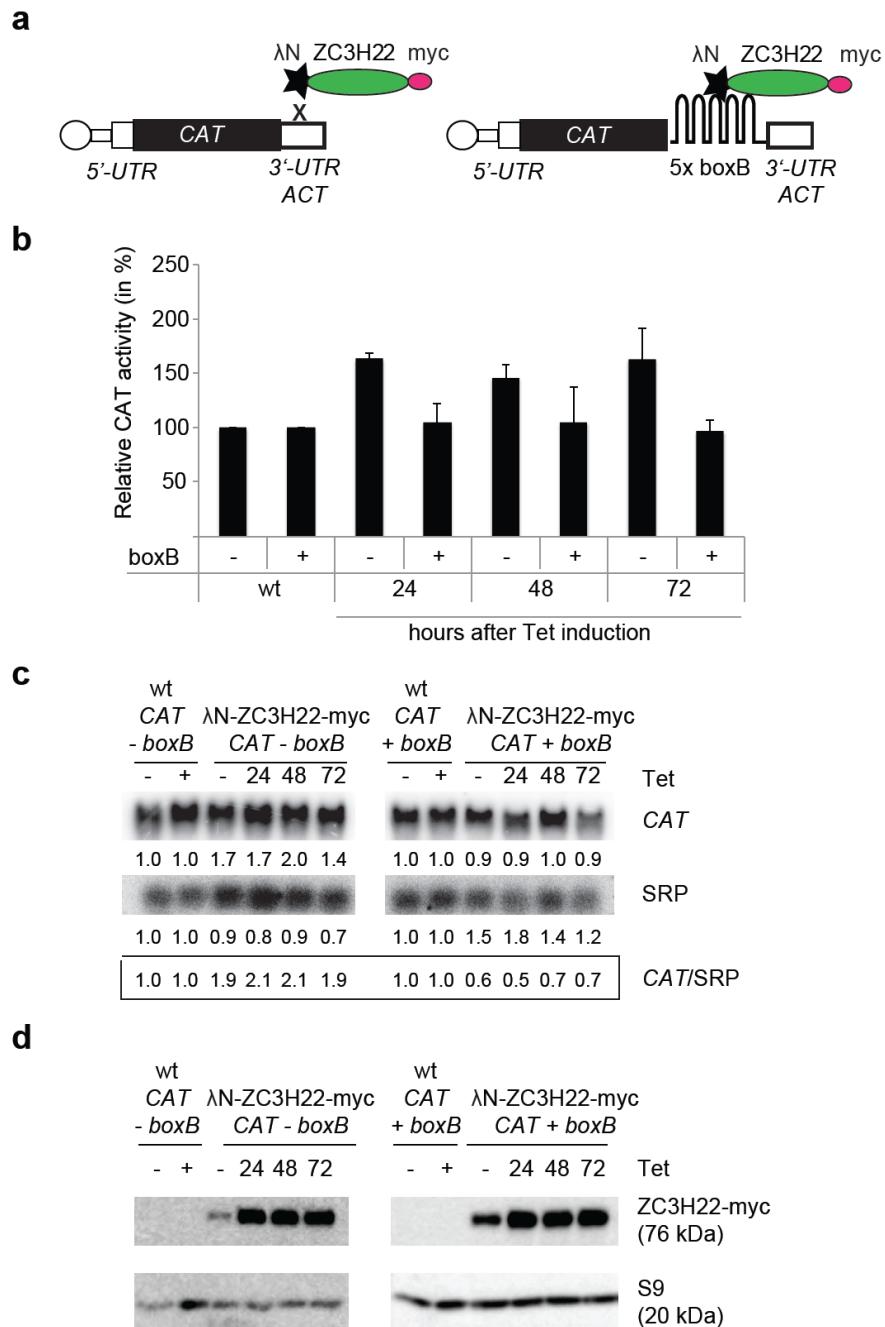 a
λN ZC3H22 myc λN ZC3H22 myc
X
CAT CAT
5'-UTR 3'-UTR 5'-UTR 5x boxB 3'-UTR
ACT ACT
b
Relative CAT activity (in %)
250
200
150
100
50
boxB - + - + - + - +
wt 24 48 72
hours after Tet induction
c
wt wt
CAT λN-ZC3H22-myc CAT λN-ZC3H22-myc
- boxB CAT - boxB + boxB CAT + boxB
- + - 24 48 72 - + - 24 48 72 Tet
CAT
1.0 1.0 1.7 1.7 2.0 1.4 1.0 1.0 0.9 0.9 1.0 0.9
SRP
1.0 1.0 0.9 0.8 0.9 0.7 1.0 1.0 1.5 1.8 1.4 1.2
1.0 1.0 1.9 2.1 2.1 1.9 1.0 1.0 0.6 0.5 0.7 0.7 CAT/SRP
d
wt wt
CAT λN-ZC3H22-myc CAT λN-ZC3H22-myc
- boxB CAT - boxB + boxB CAT + boxB
- + - 24 48 72 - + - 24 48 72 Tet
ZC3H22-myc
(76 kDa)
S9
(20 kDa)